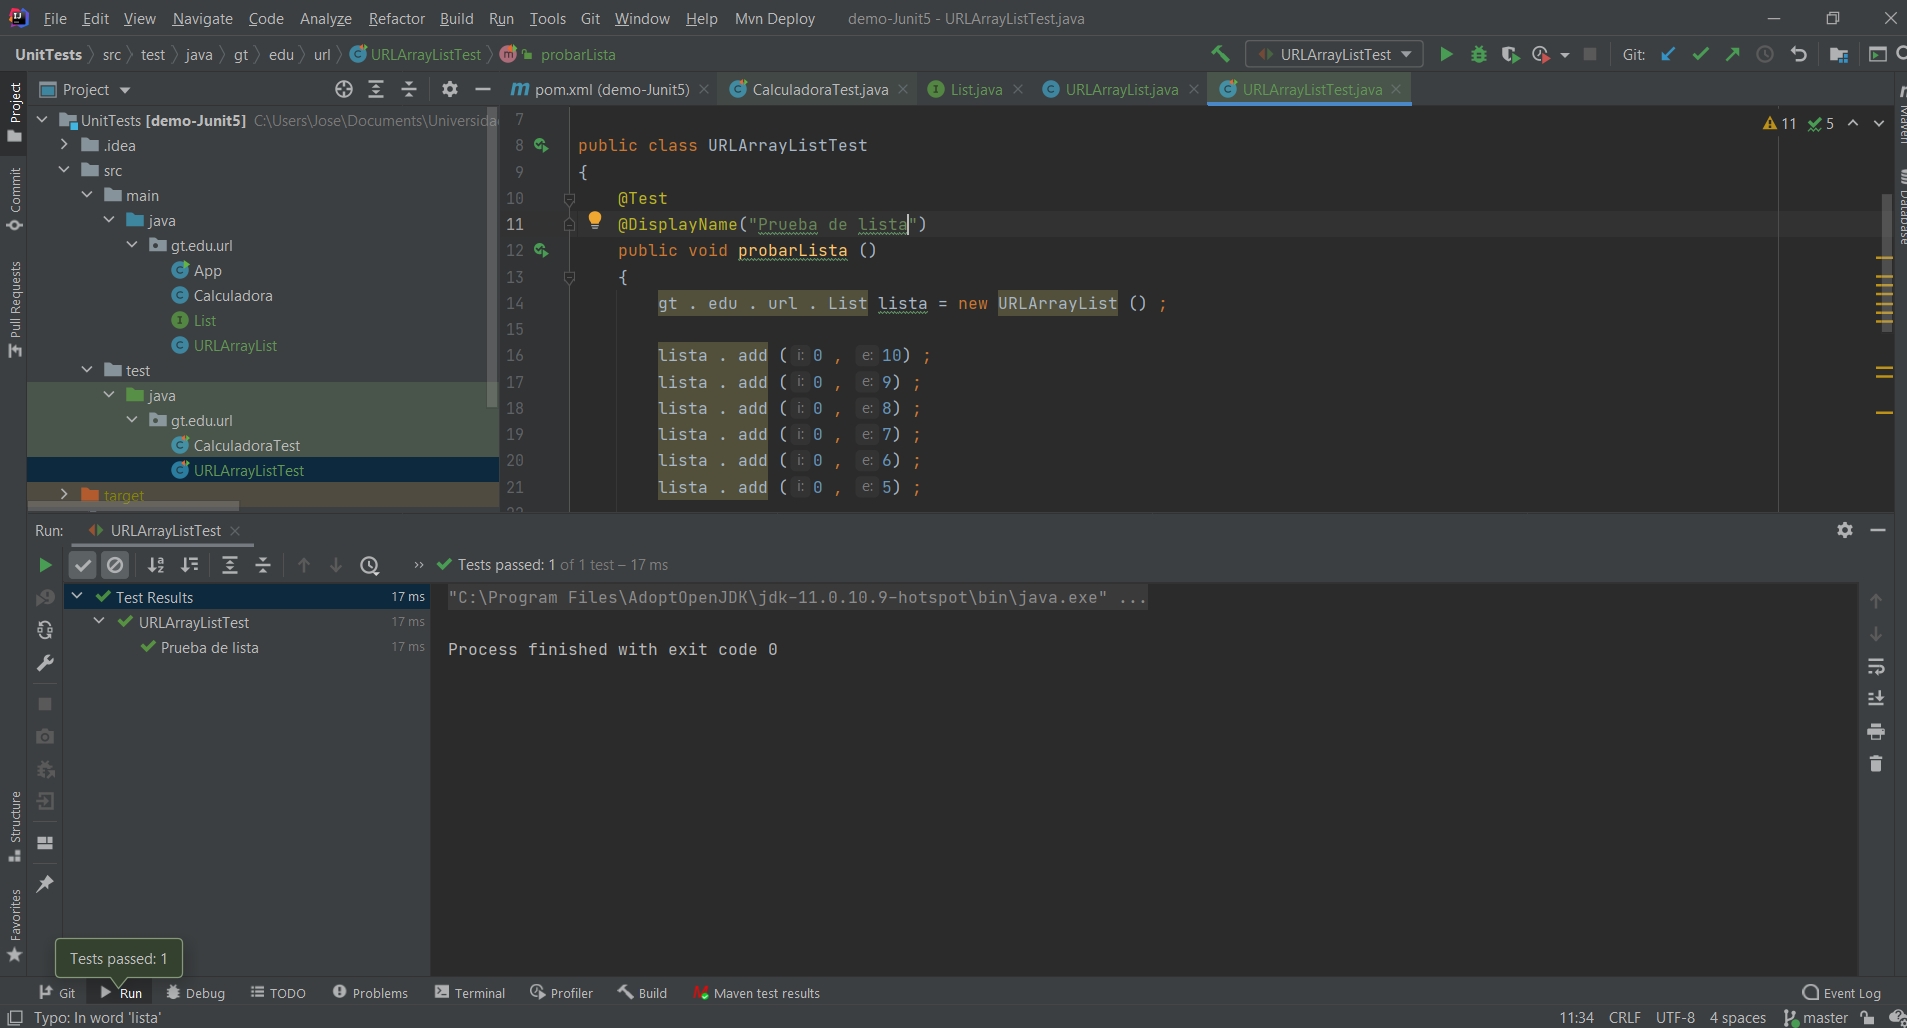 File Edit View Navigate Code Analyze Refactor Build Run Tools Git Window Help Mvn Deploy demo-Junit5 - URLArrayListTest.java
UnitTests src test java gt edu url URLArrayListTest probarLista URLArrayListTest Git:
Project pom.xml (demo-Junit5) CalculadoraTest.java List.java URLArrayList.java URLArrayListTest.java
Project
Commit
Pull Requests
Structure
Favorites
Maven
Database
UnitTests [demo-Junit5] C:\Users\Jose\Documents\Universida
.idea
src
main
java
gt.edu.url
App
Calculadora
List
URLArrayList
test
java
gt.edu.url
CalculadoraTest
URLArrayListTest
target
11 5
7
8 public class URLArrayListTest
9 {
10 @Test
11 @DisplayName("Prueba de lista")
12 public void probarLista ()
13 {
14 gt . edu . url . List lista = new URLArrayList () ;
15
16 lista . add ( i: 0 , e: 10) ;
17 lista . add ( i: 0 , e: 9) ;
18 lista . add ( i: 0 , e: 8) ;
19 lista . add ( i: 0 , e: 7) ;
20 lista . add ( i: 0 , e: 6) ;
21 lista . add ( i: 0 , e: 5) ;
Run: URLArrayListTest
» Tests passed: 1 of 1 test – 17 ms
Test Results 17 ms
URLArrayListTest 17 ms
Prueba de lista 17 ms
"C:\Program Files\AdoptOpenJDK\jdk-11.0.10.9-hotspot\bin\java.exe" ...
Process finished with exit code 0
Tests passed: 1
Git Run Debug TODO Problems Terminal Profiler Build Maven test results Event Log
Typo: In word 'lista' 11:34 CRLF UTF-8 4 spaces master